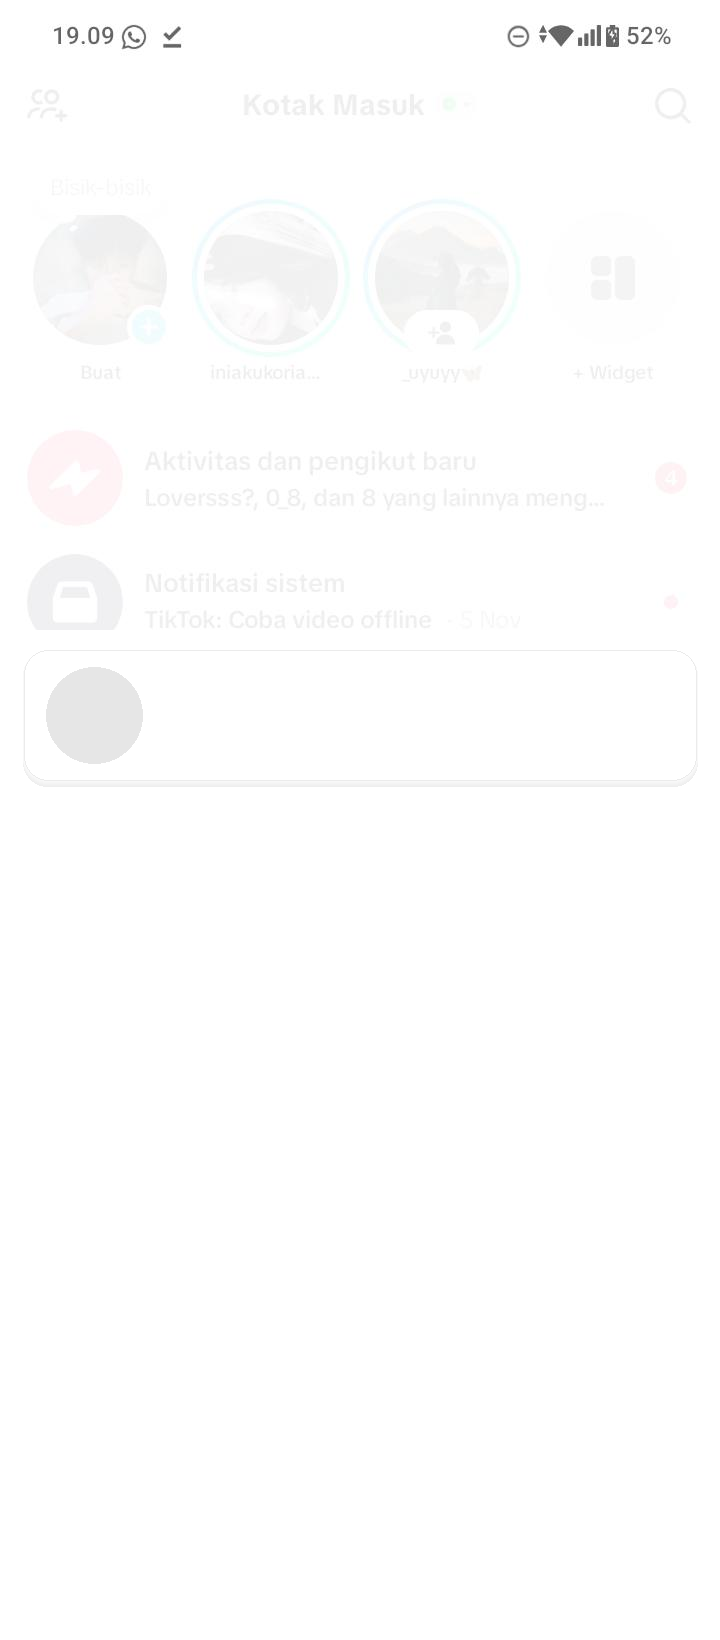 19.09 52%
Kotak Masuk
Bisik-bisik
Buat
iniakukoria...
_uyuyy🦋
+ Widget
Aktivitas dan pengikut baru
Loversss?, 0_8, dan 8 yang lainnya meng...
4
Notifikasi sistem
TikTok: Coba video offline · 5 Nov